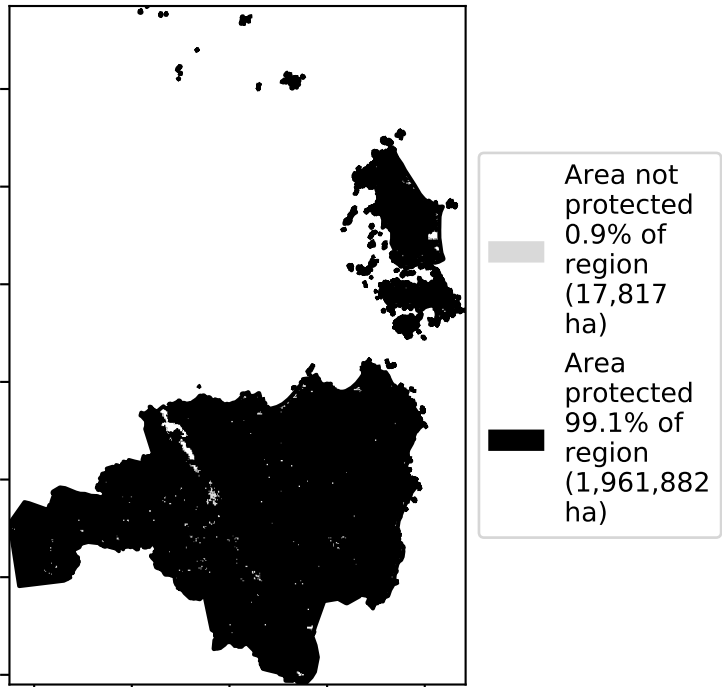 Area not
protected
0.9% of
region
(17,817
ha)
Area
protected
99.1% of
region
(1,961,882
ha)